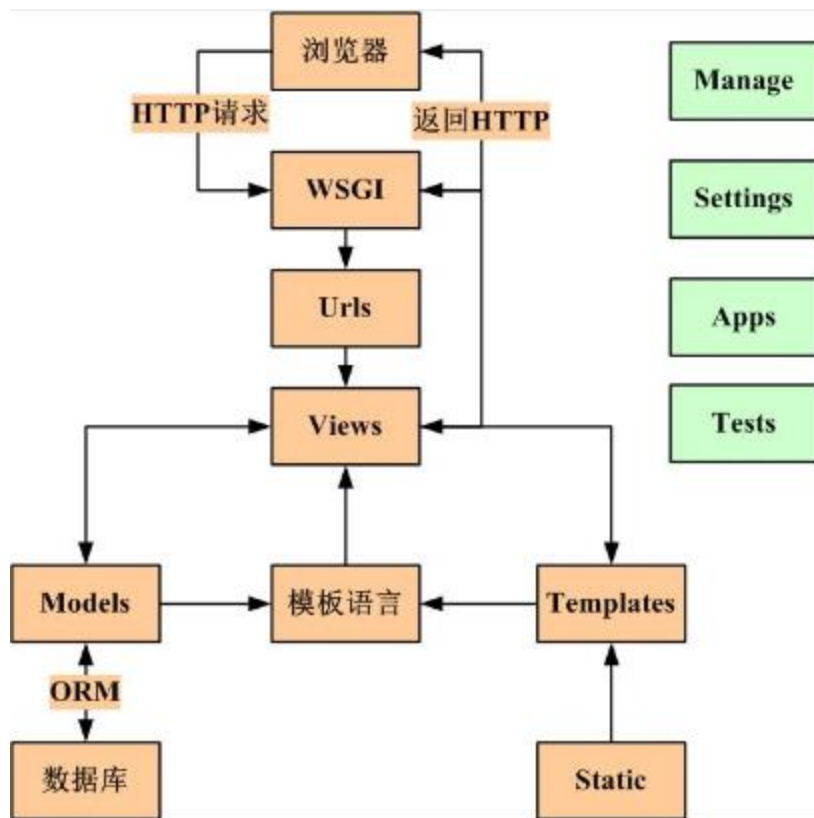 浏览器
Manage
HTTP请求
返回HTTP
WSGI
Settings
Urls
Apps
Views
Tests
Models
模板语言
Templates
ORM
数据库
Static